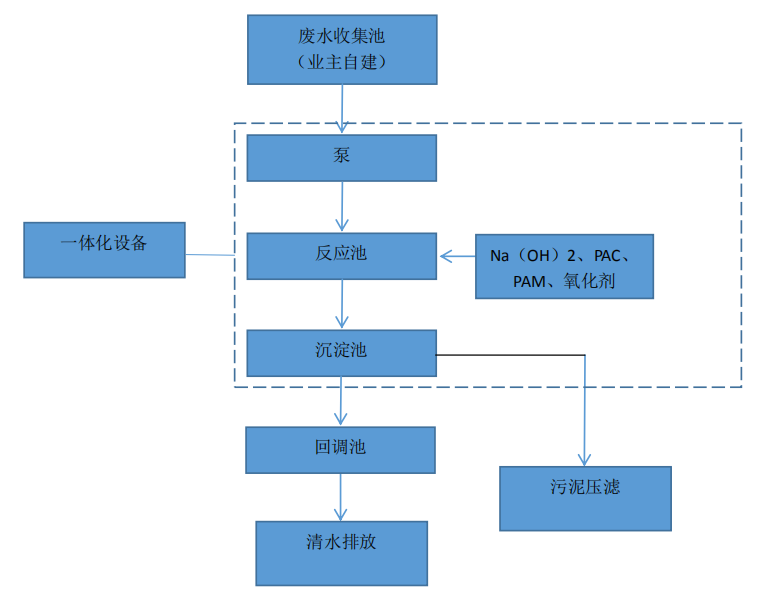 废水收集池
（业主自建）
泵
一体化设备
反应池
Na（OH）2、PAC、
PAM、氧化剂
沉淀池
回调池
污泥压滤
清水排放